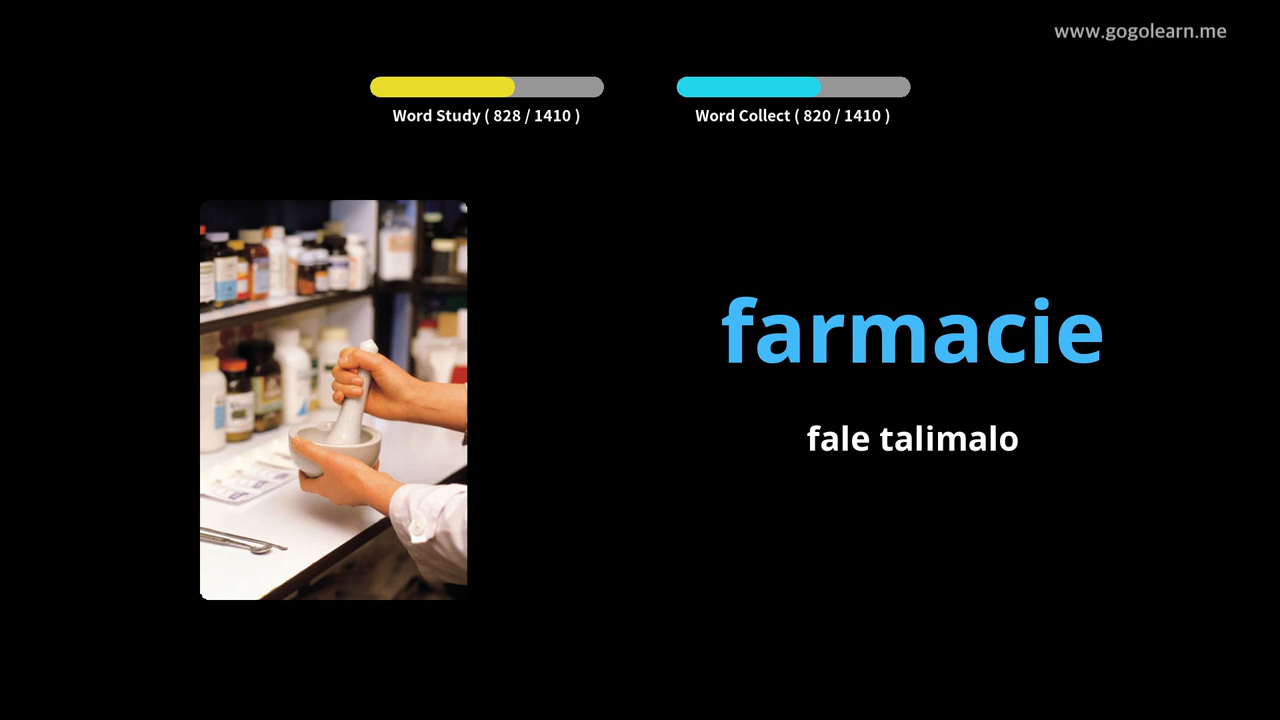 www.gogolearn.me
Word Study ( 828 / 1410 )
Word Collect ( 820 / 1410 )
farmacie
fale talimalo